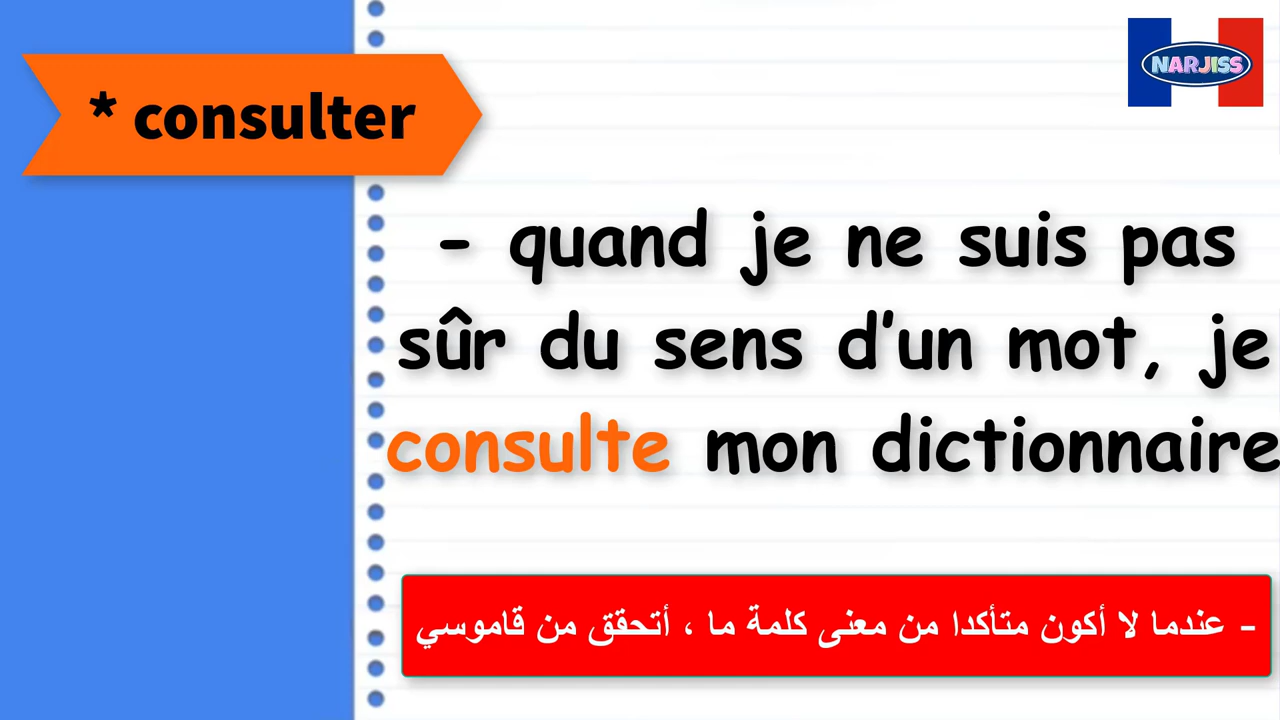 NARJISS
* consulter
- quand je ne suis pas
sûr du sens d’un mot, je
consulte mon dictionnaire
- عندما لا أكون متأكدا من معنى كلمة ما ، أتحقق من قاموسي